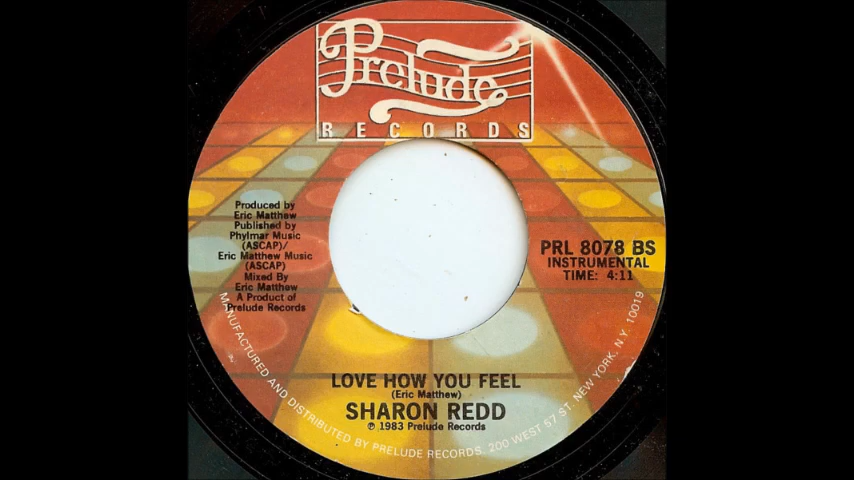 Prelude
RECORDS
Produced by
Eric Matthew
Published by
Phylmar Music
(ASCAP)/
Eric Matthew Music
(ASCAP)
Mixed By
Eric Matthew
A Product of
Prelude Records
PRL 8078 BS
INSTRUMENTAL
TIME: 4:11
LOVE HOW YOU FEEL
(Eric Matthew)
SHARON REDD
℗ 1983 Prelude Records
MANUFACTURED AND DISTRIBUTED BY PRELUDE RECORDS. 200 WEST 57 ST. NEW YORK, N.Y. 10019